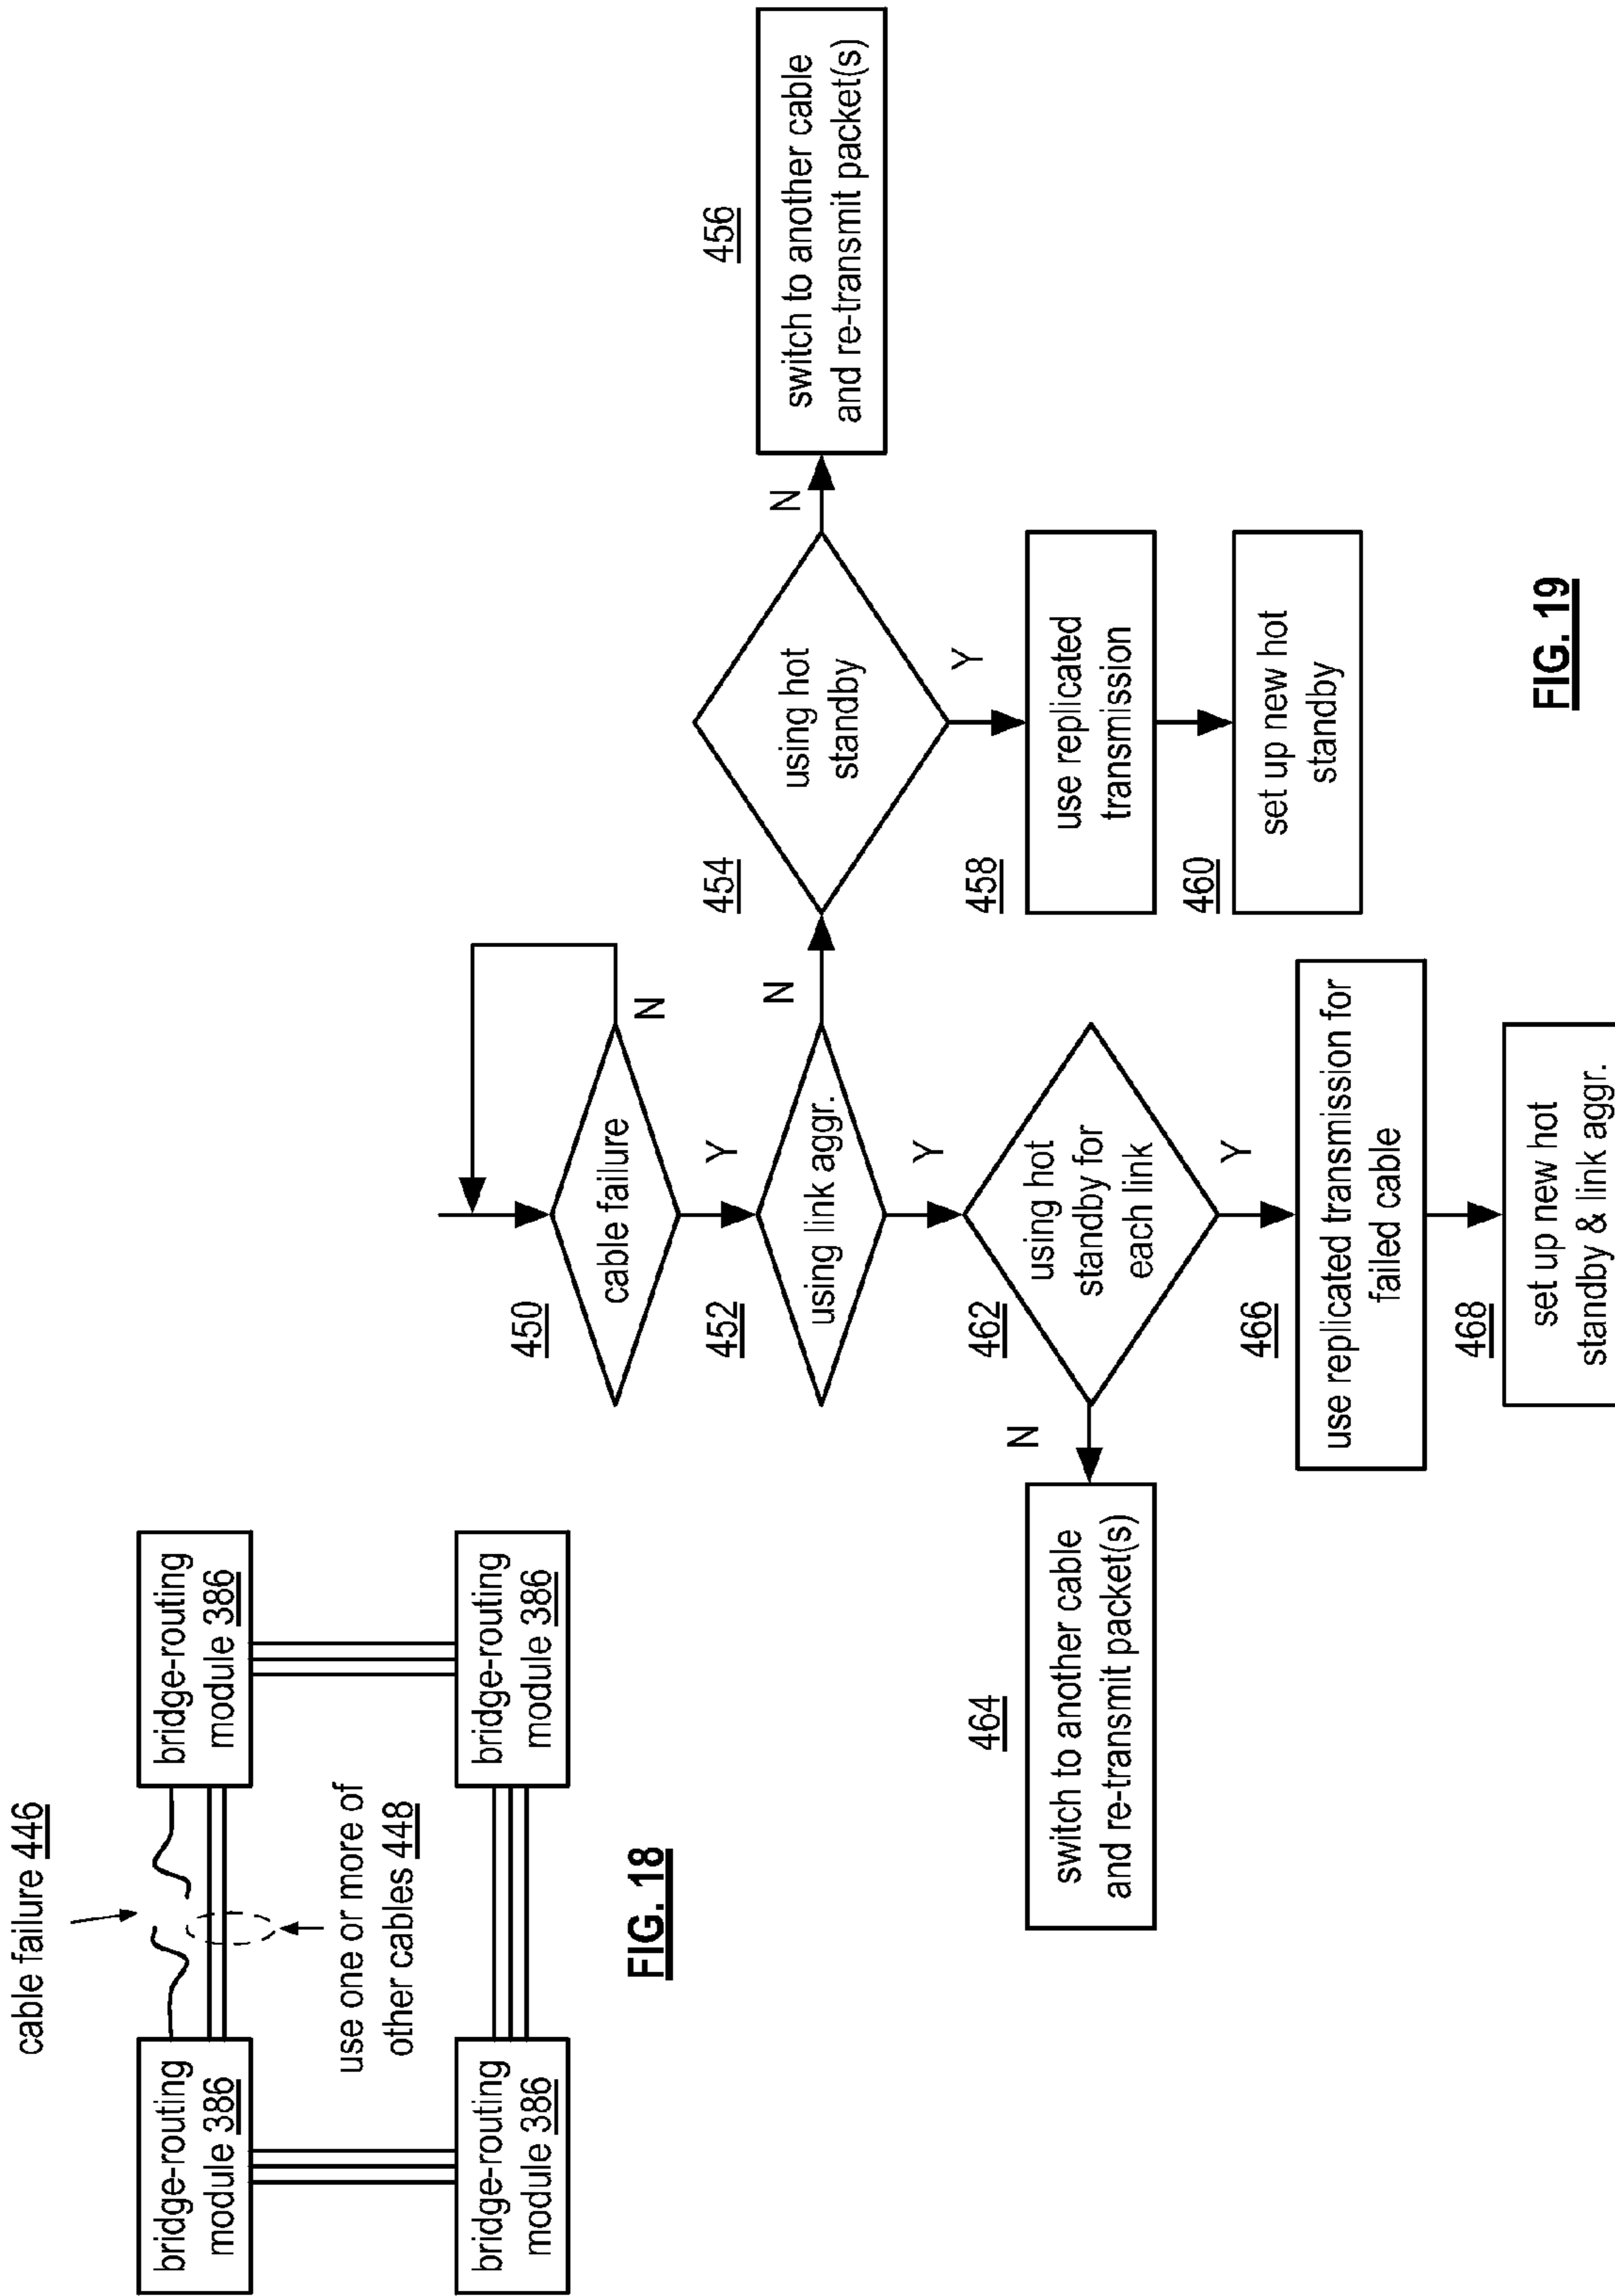 cable failure 446
bridge-routing
module 386
bridge-routing
module 386
use one or more of
other cables 448
bridge-routing
module 386
bridge-routing
module 386
FIG. 18
450
cable failure
N
Y
452
using link aggr.
N
Y
454
using hot
standby
N
Y
456
switch to another cable
and re-transmit packet(s)
458
use replicated
transmission
460
set up new hot
standby
462
using hot
standby for
each link
N
Y
464
switch to another cable
and re-transmit packet(s)
466
use replicated transmission for
failed cable
468
set up new hot
standby & link aggr.
FIG. 19